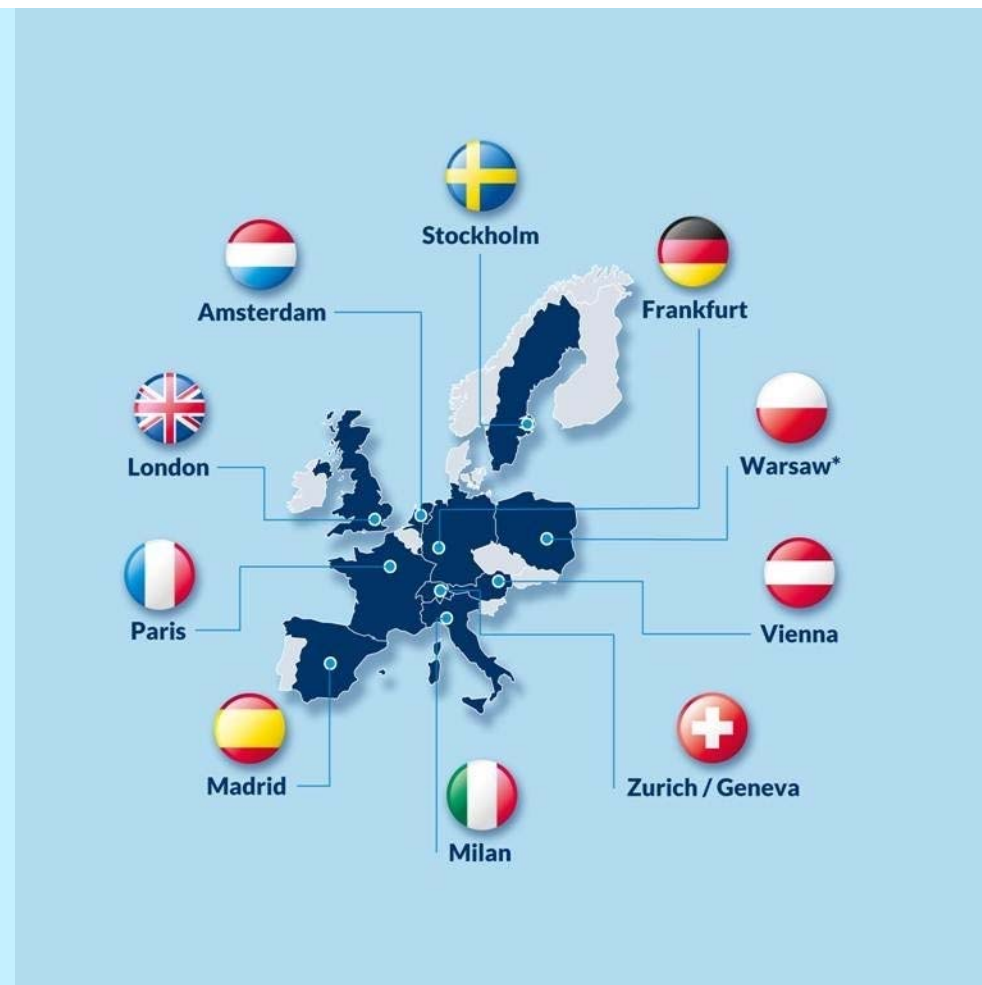 Stockholm
Amsterdam
Frankfurt
London
Warsaw*
Paris
Vienna
Madrid
Zurich / Geneva
Milan